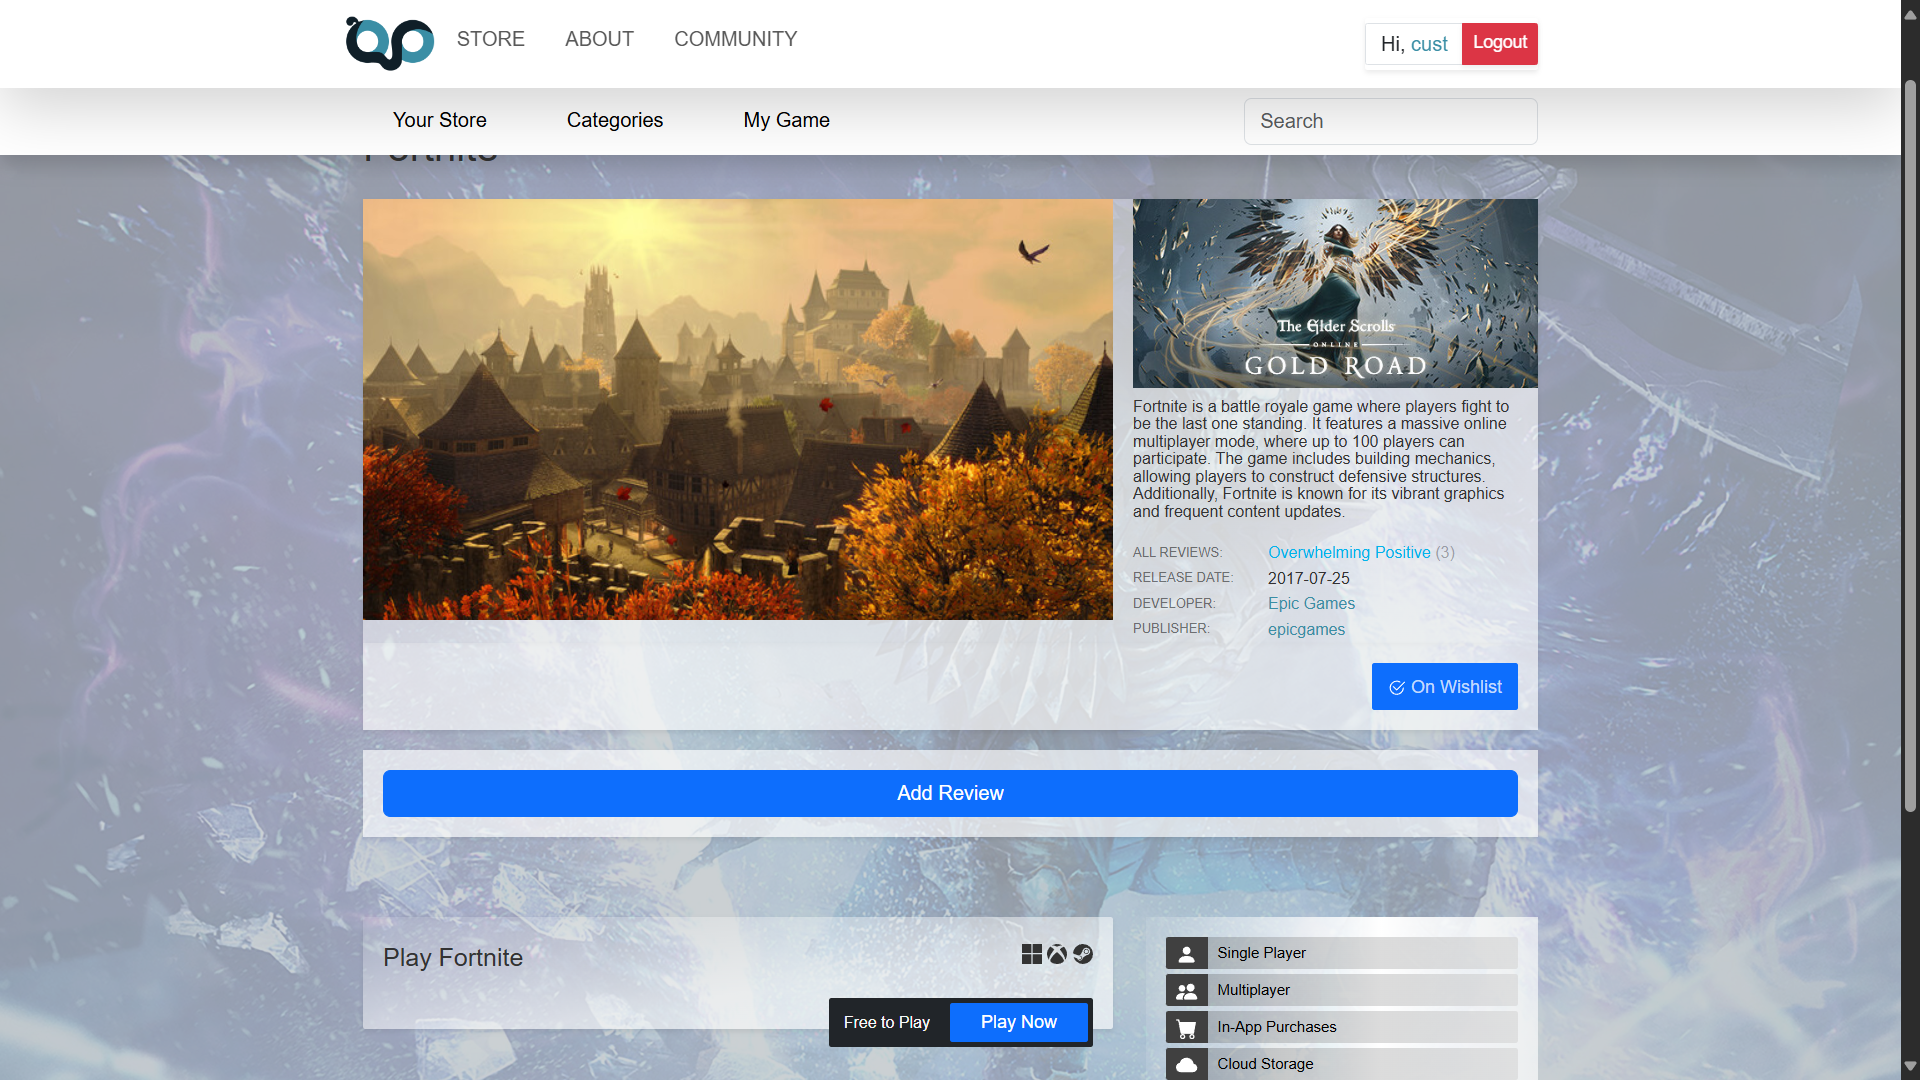 STORE ABOUT COMMUNITY
Hi, cust Logout
Your Store Categories My Game Search
Fortnite
The Elder Scrolls
ONLINE
GOLD ROAD
Fortnite is a battle royale game where players fight to
be the last one standing. It features a massive online
multiplayer mode, where up to 100 players can
participate. The game includes building mechanics,
allowing players to construct defensive structures.
Additionally, Fortnite is known for its vibrant graphics
and frequent content updates.
ALL REVIEWS: Overwhelming Positive (3)
RELEASE DATE: 2017-07-25
DEVELOPER: Epic Games
PUBLISHER: epicgames
On Wishlist
Add Review
Play Fortnite
Free to Play Play Now
Single Player
Multiplayer
In-App Purchases
Cloud Storage